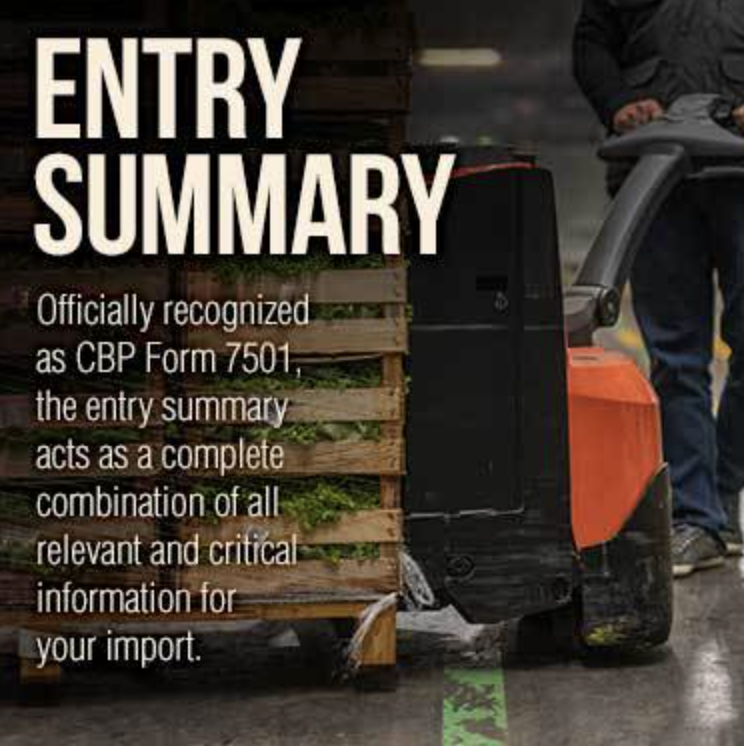 ENTRY
SUMMARY
Officially recognized
as CBP Form 7501,
the entry summary
acts as a complete
combination of all
relevant and critical
information for
your import.